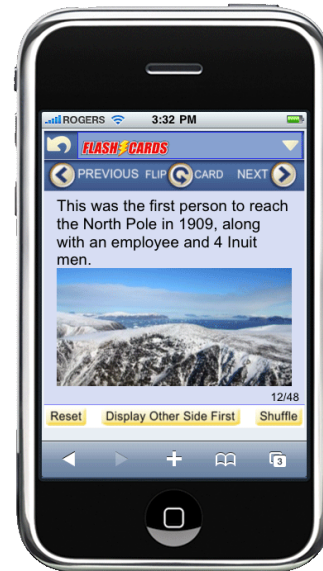 ROGERS 3:32 PM
FLASH CARDS
PREVIOUS FLIP CARD NEXT
This was the first person to reach
the North Pole in 1909, along
with an employee and 4 Inuit
men.
12/48
Reset Display Other Side First Shuffle
3